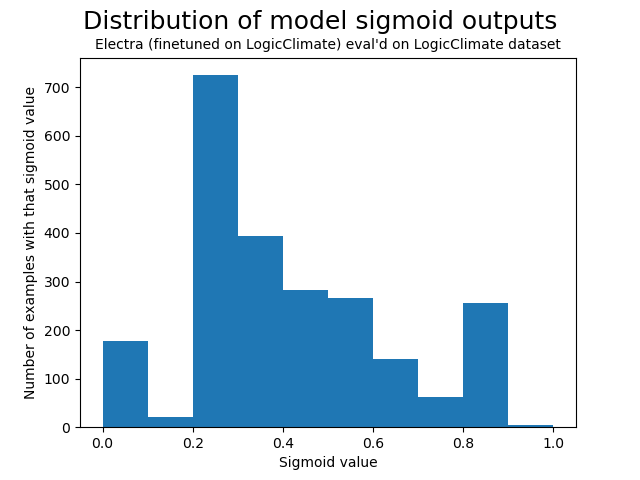 Distribution of model sigmoid outputs
Electra (finetuned on LogicClimate) eval'd on LogicClimate dataset
Number of examples with that sigmoid value
700
600
500
400
300
200
100
0
0.0 0.2 0.4 0.6 0.8 1.0
Sigmoid value